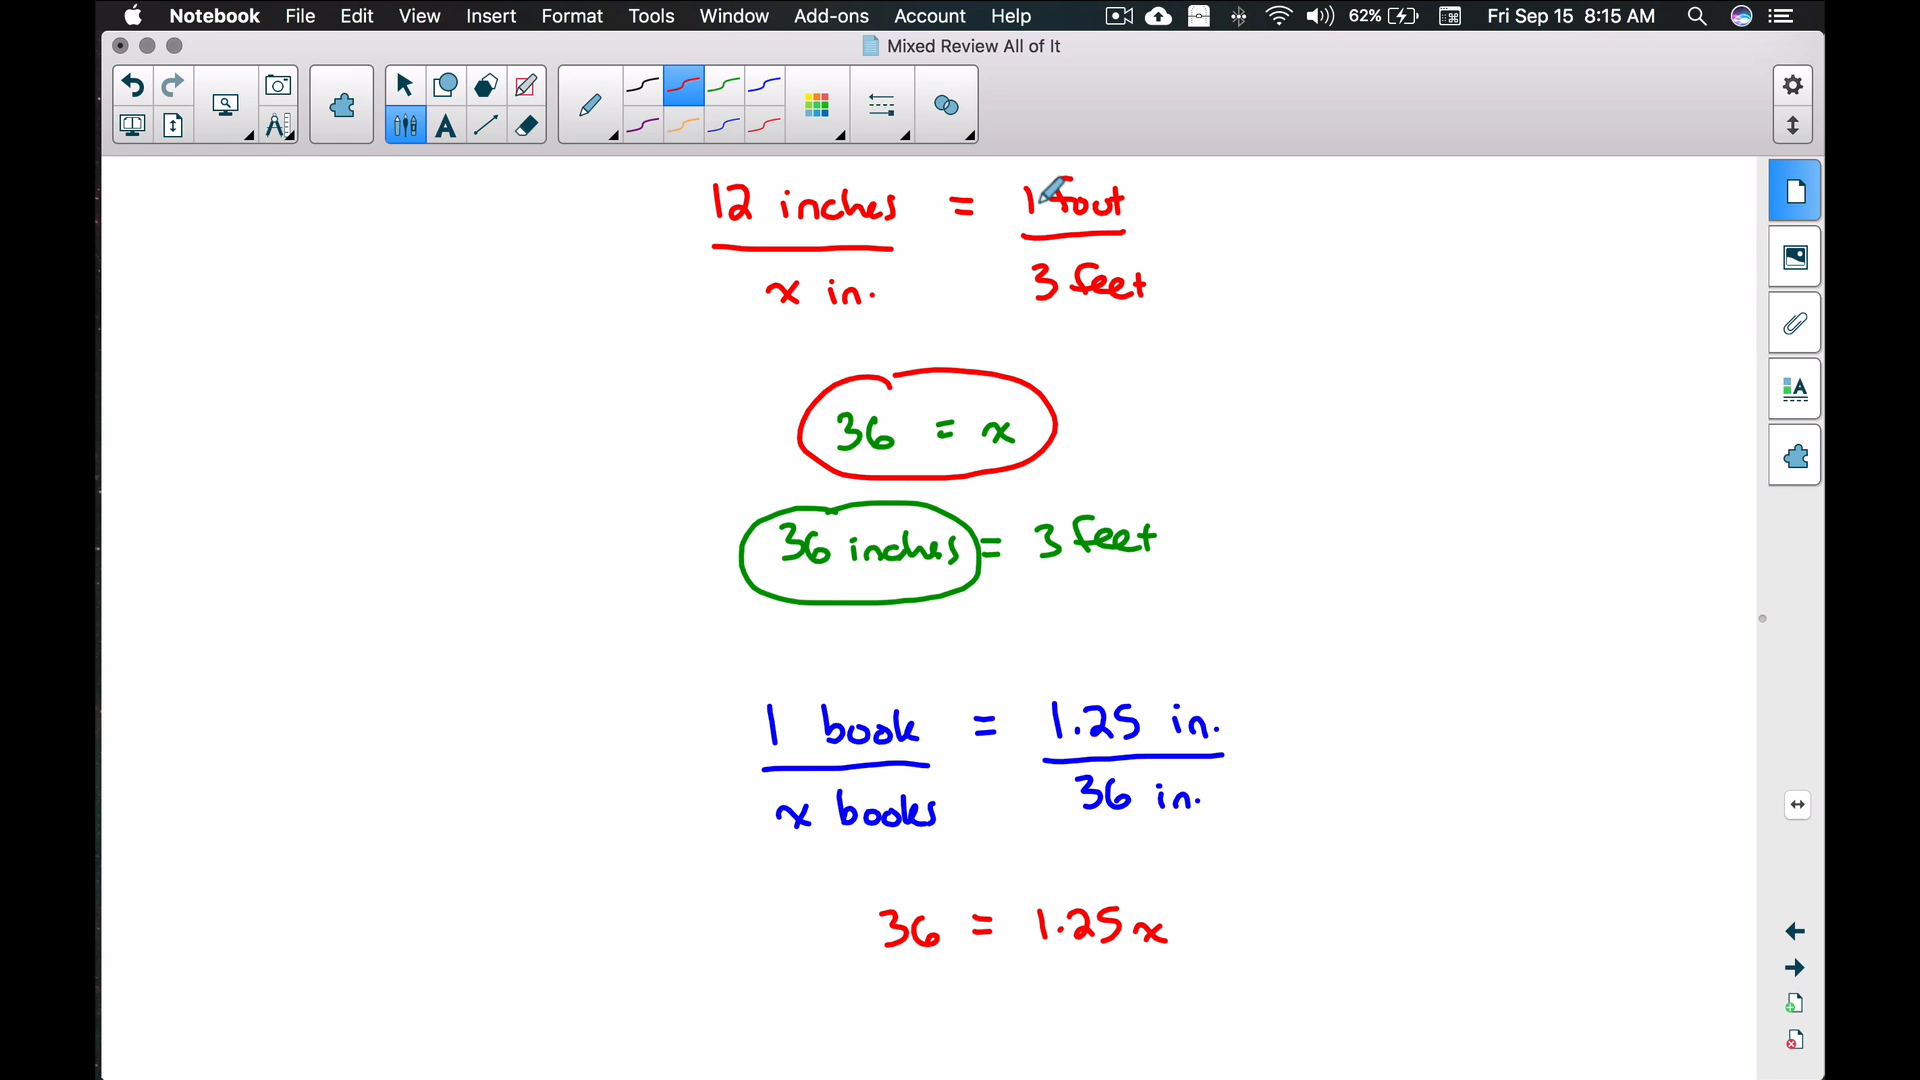 Notebook File Edit View Insert Format Tools Window Add-ons Account Help 62% Fri Sep 15 8:15 AM
Mixed Review All of It
12 inches = 1 foot
x in. 3 feet
36 = x
36 inches = 3 feet
1 book = 1.25 in.
x books 36 in.
36 = 1.25x